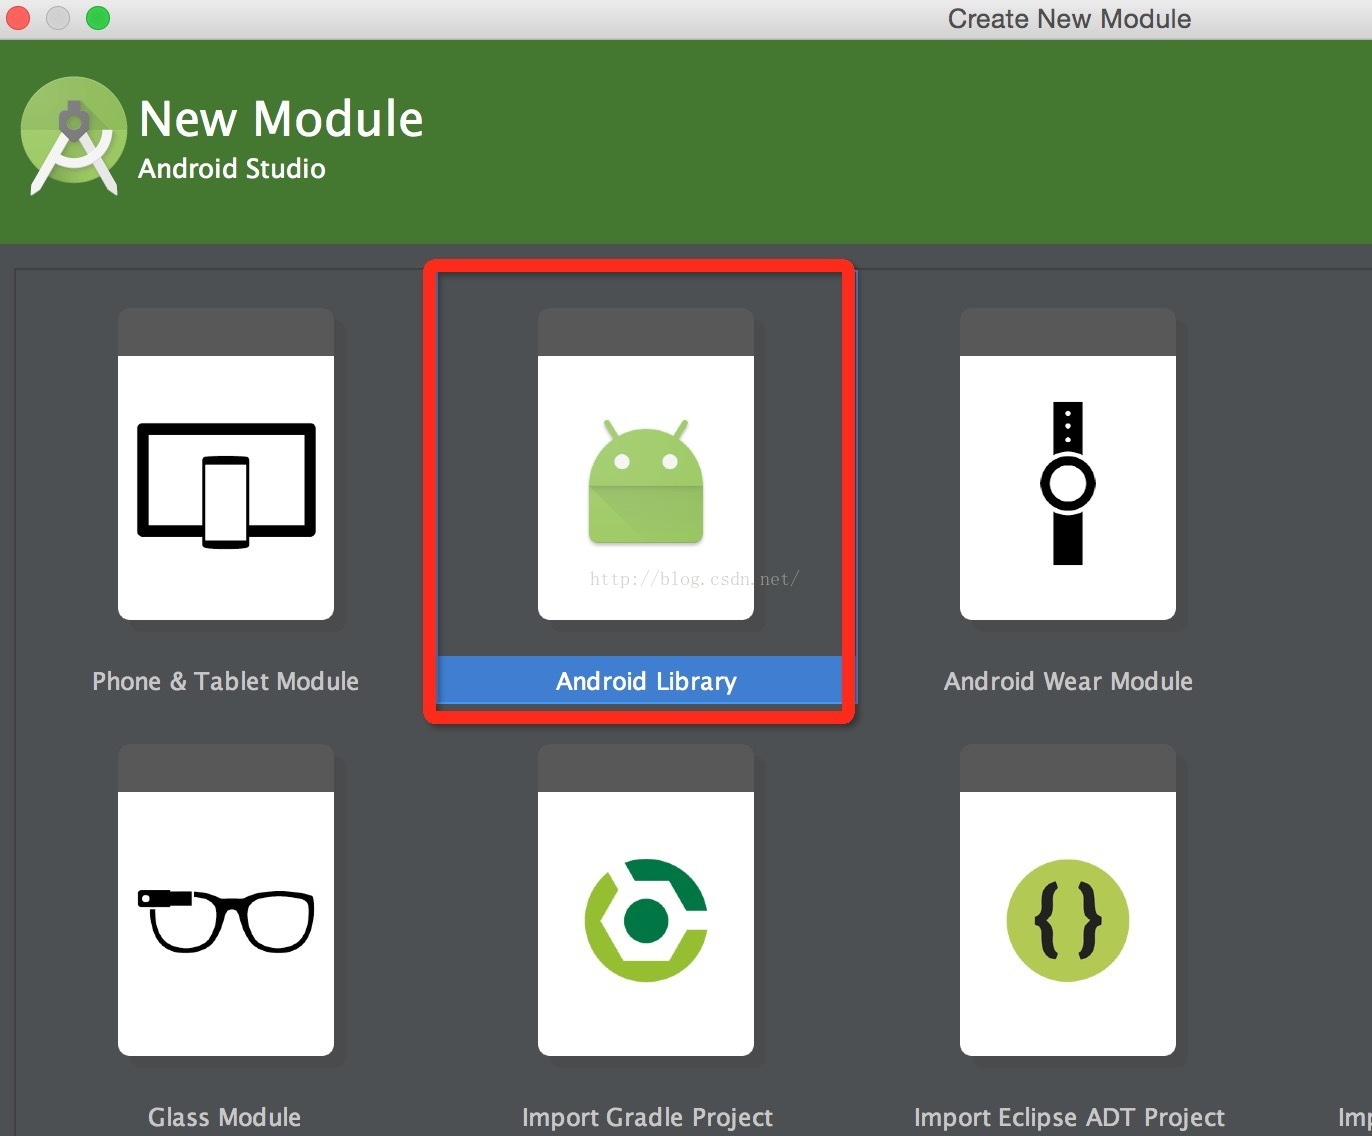 Create New Module
New Module
Android Studio
http://blog.csdn.net/
Phone & Tablet Module
Android Library
Android Wear Module
Glass Module
Import Gradle Project
Import Eclipse ADT Project